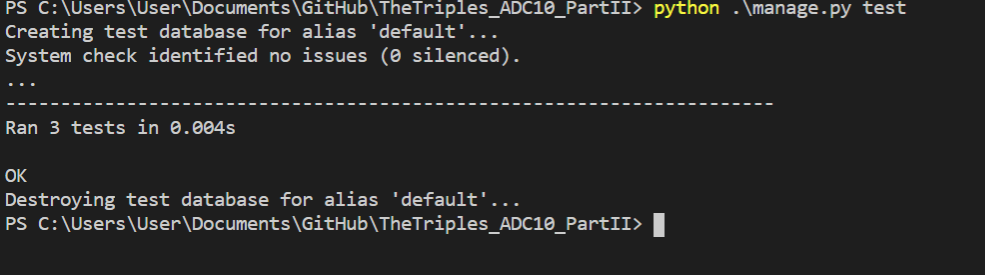 PS C:\Users\User\Documents\GitHub\TheTriples_ADC10_PartII> python .\manage.py test
Creating test database for alias 'default'...
System check identified no issues (0 silenced).
...
----------------------------------------------------------------------
Ran 3 tests in 0.004s

OK
Destroying test database for alias 'default'...
PS C:\Users\User\Documents\GitHub\TheTriples_ADC10_PartII>